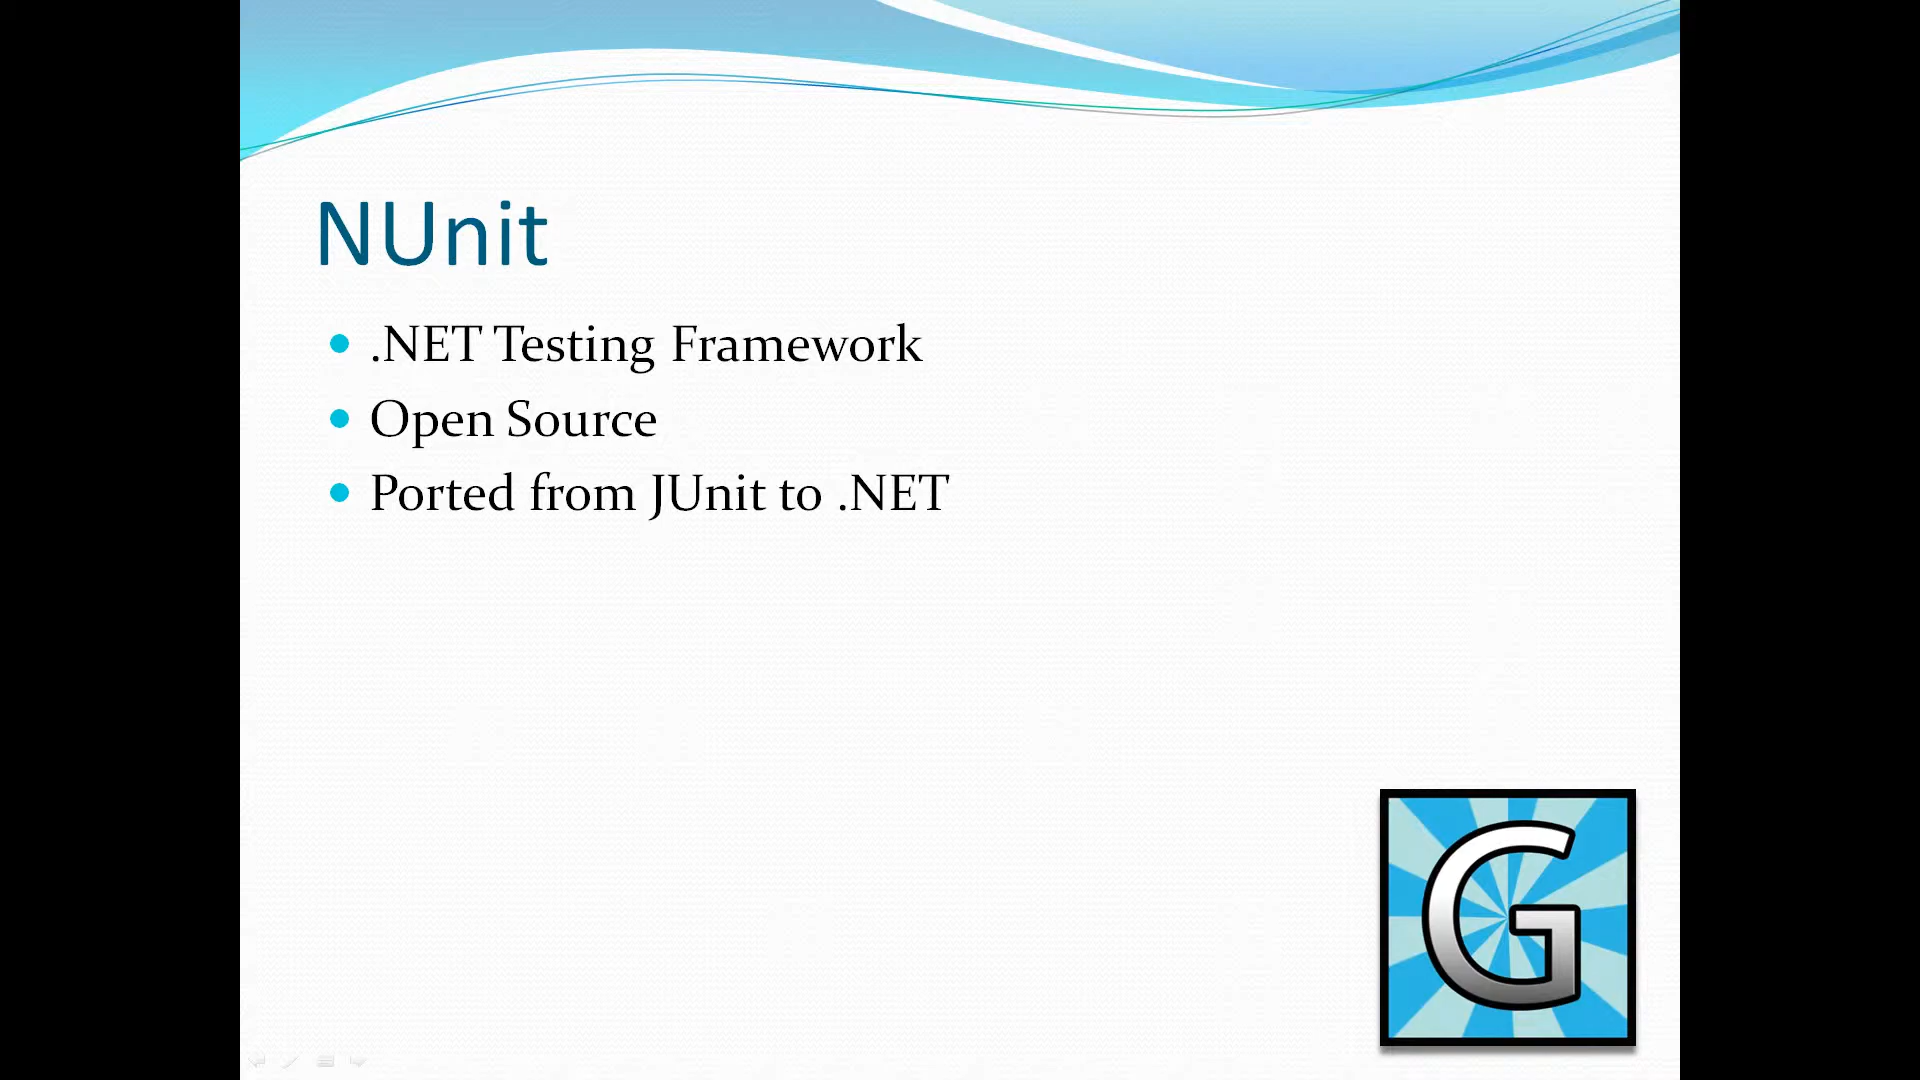 NUnit
.NET Testing Framework
Open Source
Ported from JUnit to .NET
G